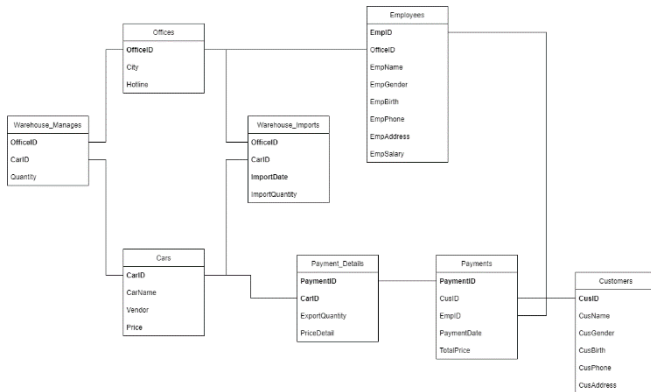 Offices
OfficeID
City
Hotline
Employees
EmpID
OfficeID
EmpName
EmpGender
EmpBirth
EmpPhone
EmpAddress
EmpSalary
Warehouse_Manages
OfficeID
CarID
Quantity
Warehouse_Imports
OfficeID
CarID
ImportDate
ImportQuantity
Cars
CarID
CarName
Vendor
Price
Payment_Details
PaymentID
CarID
ExportQuantity
PriceDetail
Payments
PaymentID
CusID
EmpID
PaymentDate
TotalPrice
Customers
CusID
CusName
CusGender
CusBirth
CusPhone
CusAddress